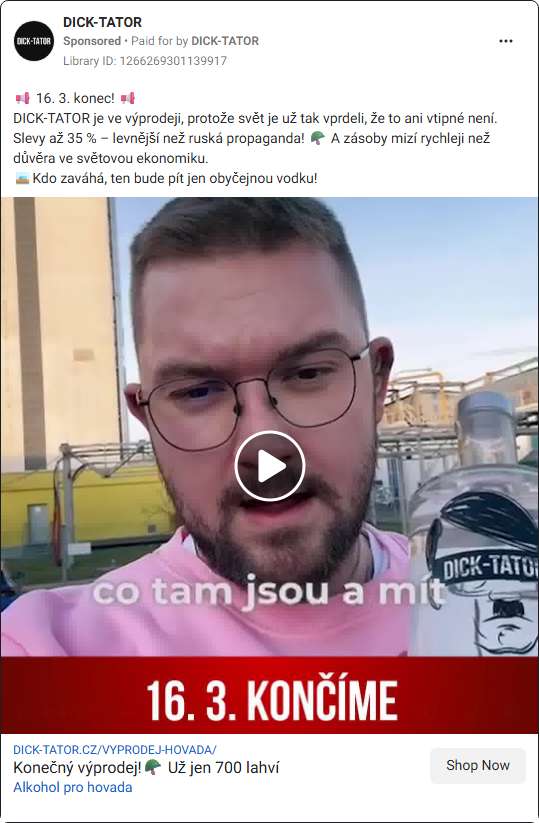 DICK-TATOR
DICK-TATOR
Sponsored • Paid for by DICK-TATOR
Library ID: 1266269301139917
16. 3. konec!
DICK-TATOR je ve výprodeji, protože svět je už tak vprdeli, že to ani vtipné není.
Slevy až 35 % – levnější než ruská propaganda! A zásoby mizí rychleji než
důvěra ve světovou ekonomiku.
Kdo zaváhá, ten bude pít jen obyčejnou vodku!
DICK-TATO
co tam jsou a mít
16. 3. KONČÍME
DICK-TATOR.CZ/VYPRODEJ-HOVADA/
Konečný výprodej! Už jen 700 lahví
Shop Now
Alkohol pro hovada